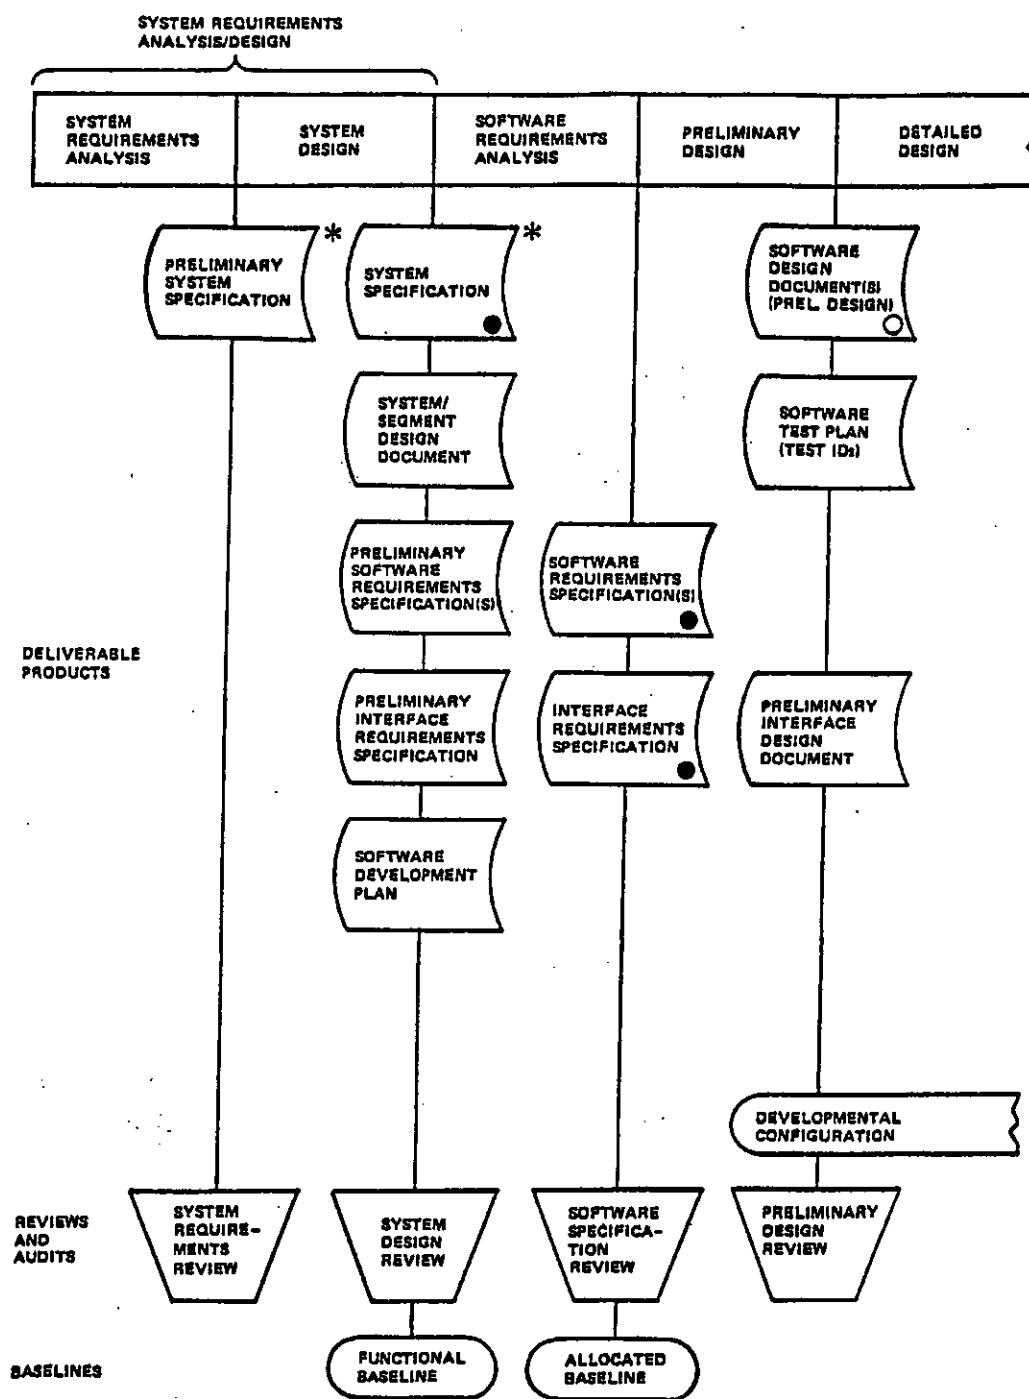 SYSTEM REQUIREMENTS
ANALYSIS/DESIGN
SYSTEM
REQUIREMENTS
ANALYSIS
SYSTEM
DESIGN
SOFTWARE
REQUIREMENTS
ANALYSIS
PRELIMINARY
DESIGN
DETAILED
DESIGN
PRELIMINARY
SYSTEM
SPECIFICATION
*
SYSTEM
SPECIFICATION
*
SOFTWARE
DESIGN
DOCUMENT(S)
(PREL. DESIGN)
SYSTEM/
SEGMENT
DESIGN
DOCUMENT
SOFTWARE
TEST PLAN
(TEST IDs)
PRELIMINARY
SOFTWARE
REQUIREMENTS
SPECIFICATION(S)
SOFTWARE
REQUIREMENTS
SPECIFICATION(S)
DELIVERABLE
PRODUCTS
PRELIMINARY
INTERFACE
REQUIREMENTS
SPECIFICATION
INTERFACE
REQUIREMENTS
SPECIFICATION
PRELIMINARY
INTERFACE
DESIGN
DOCUMENT
SOFTWARE
DEVELOPMENT
PLAN
DEVELOPMENTAL
CONFIGURATION
REVIEWS
AND
AUDITS
SYSTEM
REQUIRE-
MENTS
REVIEW
SYSTEM
DESIGN
REVIEW
SOFTWARE
SPECIFICA-
TION
REVIEW
PRELIMINARY
DESIGN
REVIEW
BASELINES
FUNCTIONAL
BASELINE
ALLOCATED
BASELINE